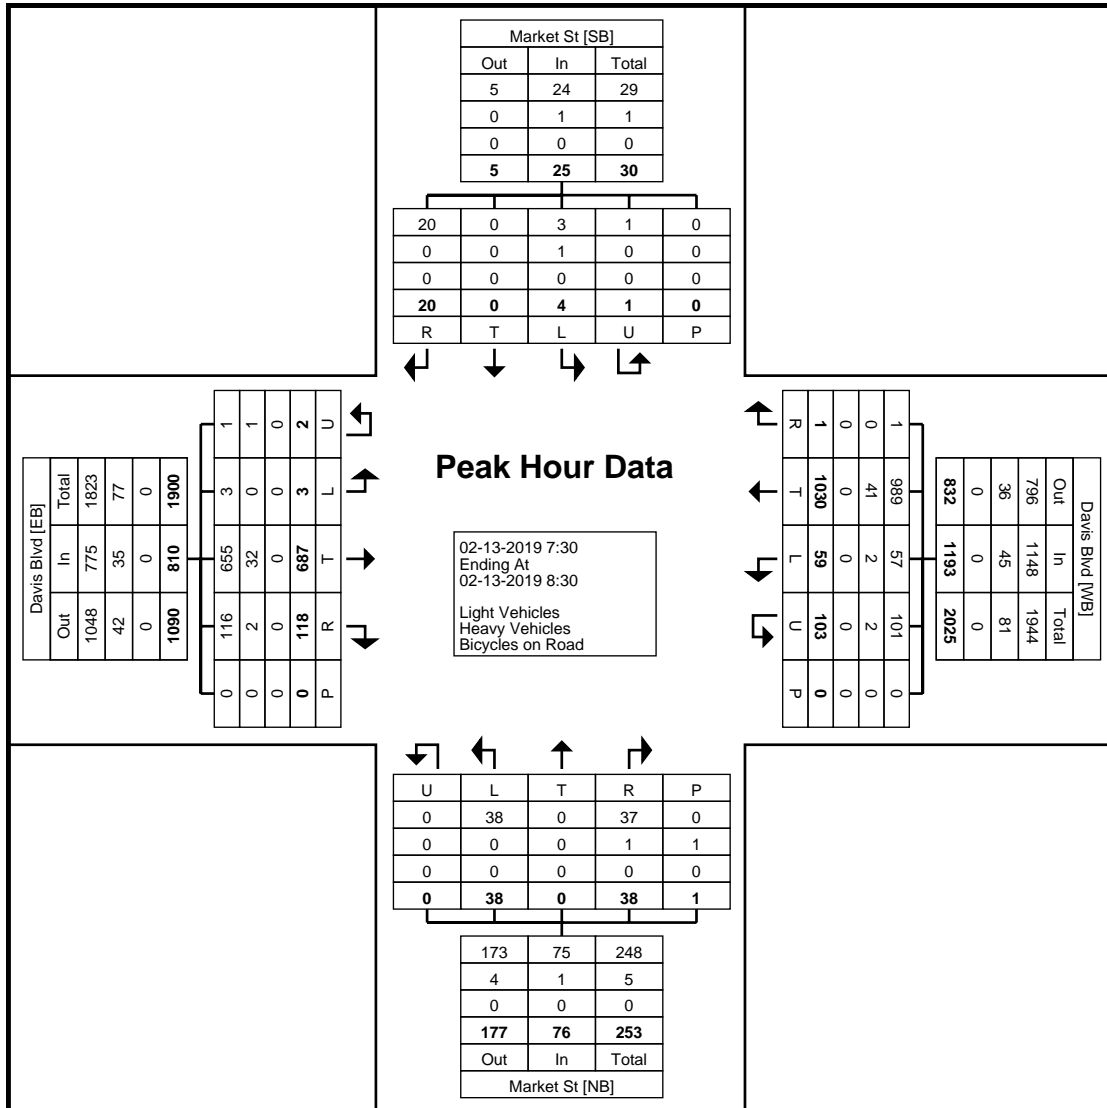 Market St [SB]
Out In Total
5 24 29
0 1 1
0 0 0
5 25 30
20 0 3 1 0
0 0 1 0 0
0 0 0 0 0
20 0 4 1 0
R T L U P
Davis Blvd [EB]
Total 1823 77 0 1900
In 775 35 0 810
Out 1048 42 0 1090
1 1 0 2 U
3 0 0 3 L
655 32 0 687 T
116 2 0 118 R
0 0 0 0 P
Peak Hour Data
02-13-2019 7:30
Ending At
02-13-2019 8:30
Light Vehicles
Heavy Vehicles
Bicycles on Road
R 1 0 0 1
T 1030 0 41 989
L 59 0 2 57
U 103 0 2 101
P 0 0 0 0
Davis Blvd [WB]
832 0 36 796 Out
1193 0 45 1148 In
2025 0 81 1944 Total
U L T R P
0 38 0 37 0
0 0 0 1 1
0 0 0 0 0
0 38 0 38 1
173 75 248
4 1 5
0 0 0
177 76 253
Out In Total
Market St [NB]